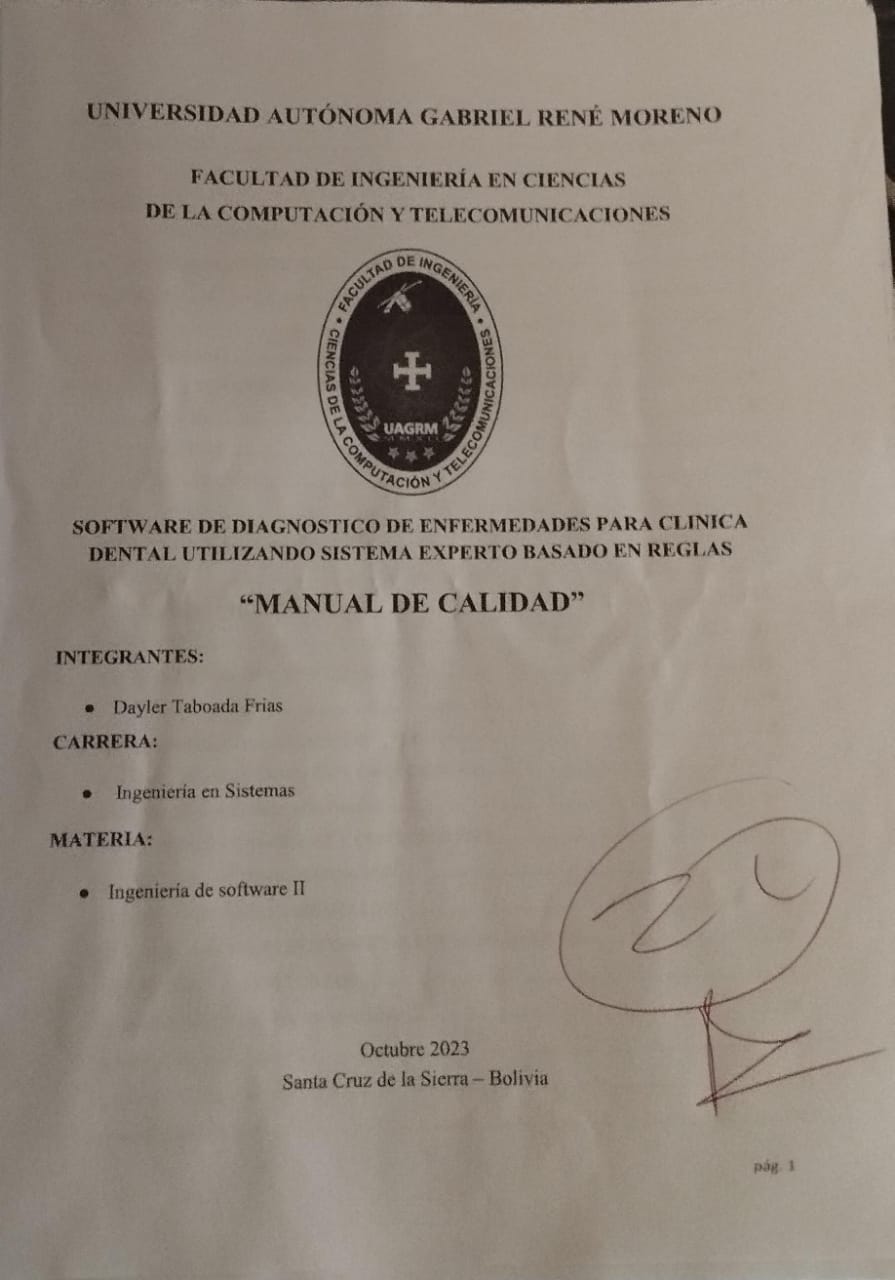 UNIVERSIDAD AUTÓNOMA GABRIEL RENÉ MORENO
FACULTAD DE INGENIERÍA EN CIENCIAS
DE LA COMPUTACIÓN Y TELECOMUNICACIONES
• FACULTAD DE INGENIERÍA •
CIENCIAS DE LA COMPUTACIÓN Y TELECOMUNICACIONES
UAGRM
SOFTWARE DE DIAGNOSTICO DE ENFERMEDADES PARA CLINICA
DENTAL UTILIZANDO SISTEMA EXPERTO BASADO EN REGLAS
“MANUAL DE CALIDAD”
INTEGRANTES:
• Dayler Taboada Frias
CARRERA:
• Ingeniería en Sistemas
MATERIA:
• Ingeniería de software II
Octubre 2023
Santa Cruz de la Sierra – Bolivia
pág. 1